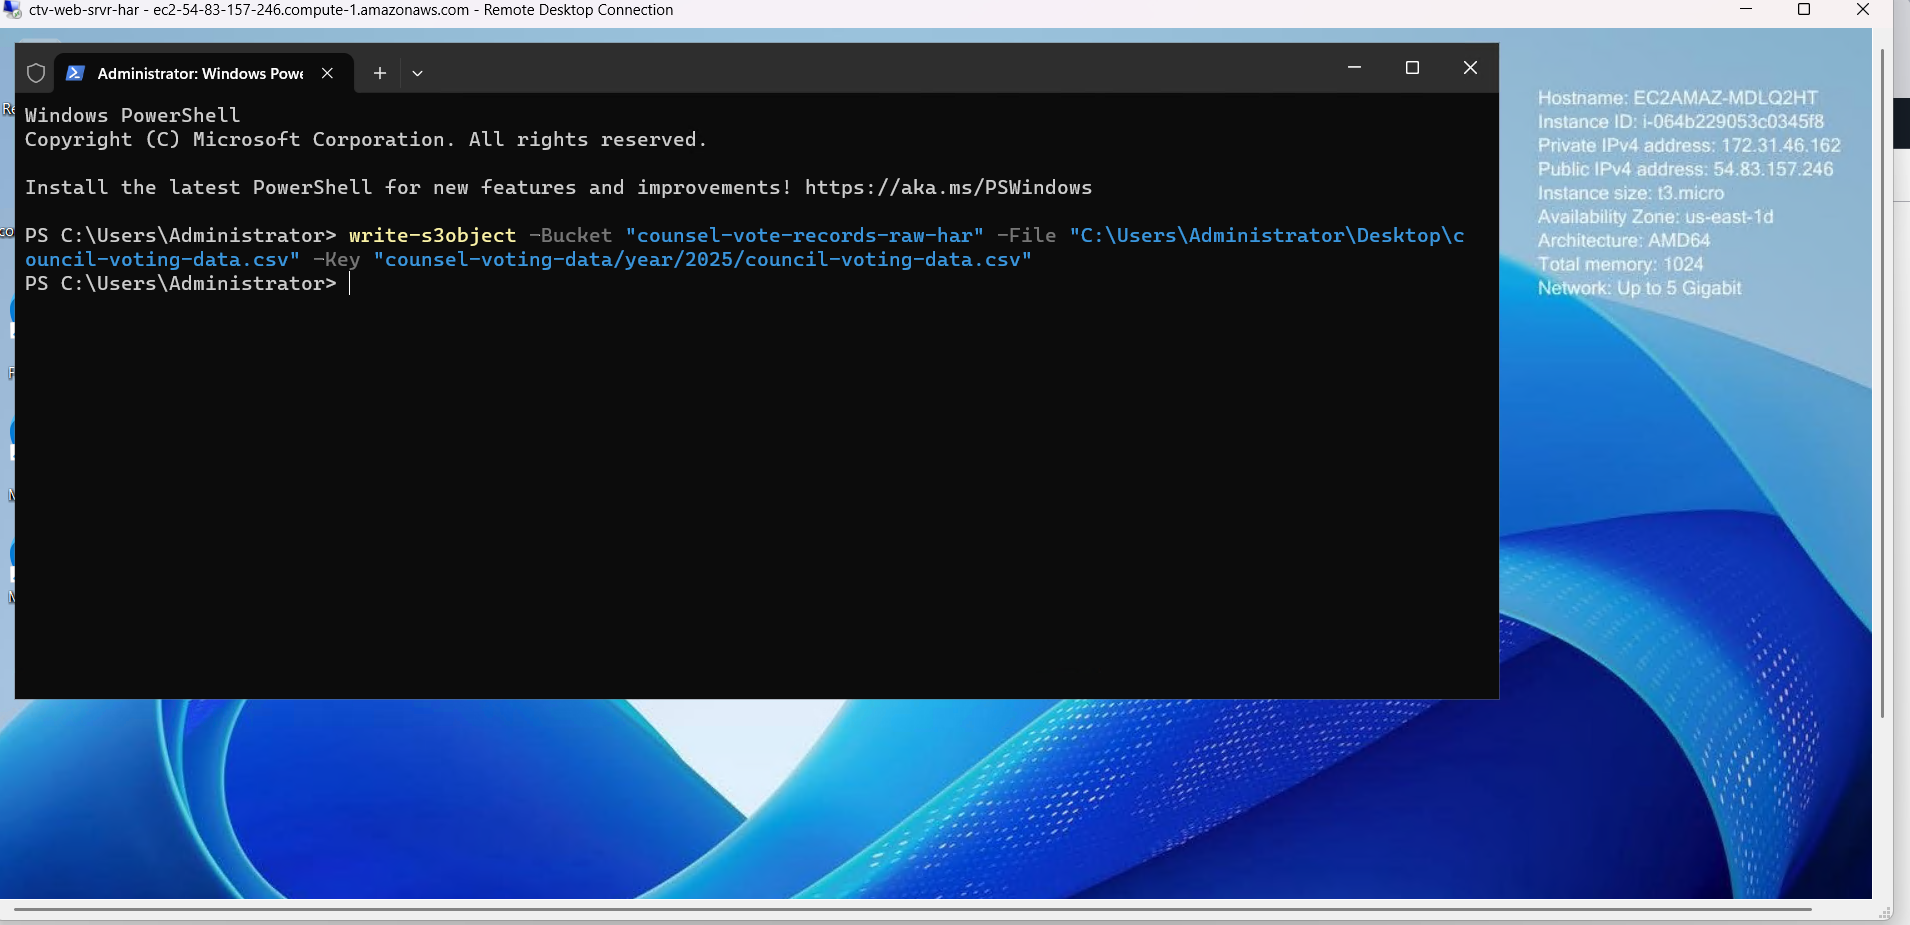 ctv-web-srvr-har - ec2-54-83-157-246.compute-1.amazonaws.com - Remote Desktop Connection
Administrator: Windows Powe
Windows PowerShell
Copyright (C) Microsoft Corporation. All rights reserved.
Install the latest PowerShell for new features and improvements! https://aka.ms/PSWindows
PS C:\Users\Administrator> write-s3object -Bucket "counsel-vote-records-raw-har" -File "C:\Users\Administrator\Desktop\c
ouncil-voting-data.csv" -Key "counsel-voting-data/year/2025/council-voting-data.csv"
PS C:\Users\Administrator>
Hostname: EC2AMAZ-MDLQ2HT
Instance ID: i-064b229053c0345f8
Private IPv4 address: 172.31.46.162
Public IPv4 address: 54.83.157.246
Instance size: t3.micro
Availability Zone: us-east-1d
Architecture: AMD64
Total memory: 1024
Network: Up to 5 Gigabit